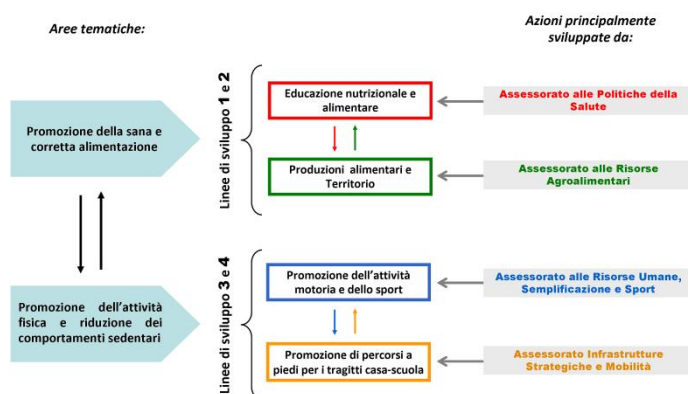 Aree tematiche:
Azioni principalmente
sviluppate da:
Linee di sviluppo 1 e 2
Promozione della sana e
corretta alimentazione
Educazione nutrizionale e
alimentare
Assessorato alle Politiche della
Salute
Produzioni alimentari e
Territorio
Assessorato alle Risorse
Agroalimentari
Linee di sviluppo 3 e 4
Promozione dell'attività
fisica e riduzione dei
comportamenti sedentari
Promozione dell'attività
motoria e dello sport
Assessorato alle Risorse Umane,
Semplificazione e Sport
Promozione di percorsi a
piedi per i tragitti casa-scuola
Assessorato Infrastrutture
Strategiche e Mobilità